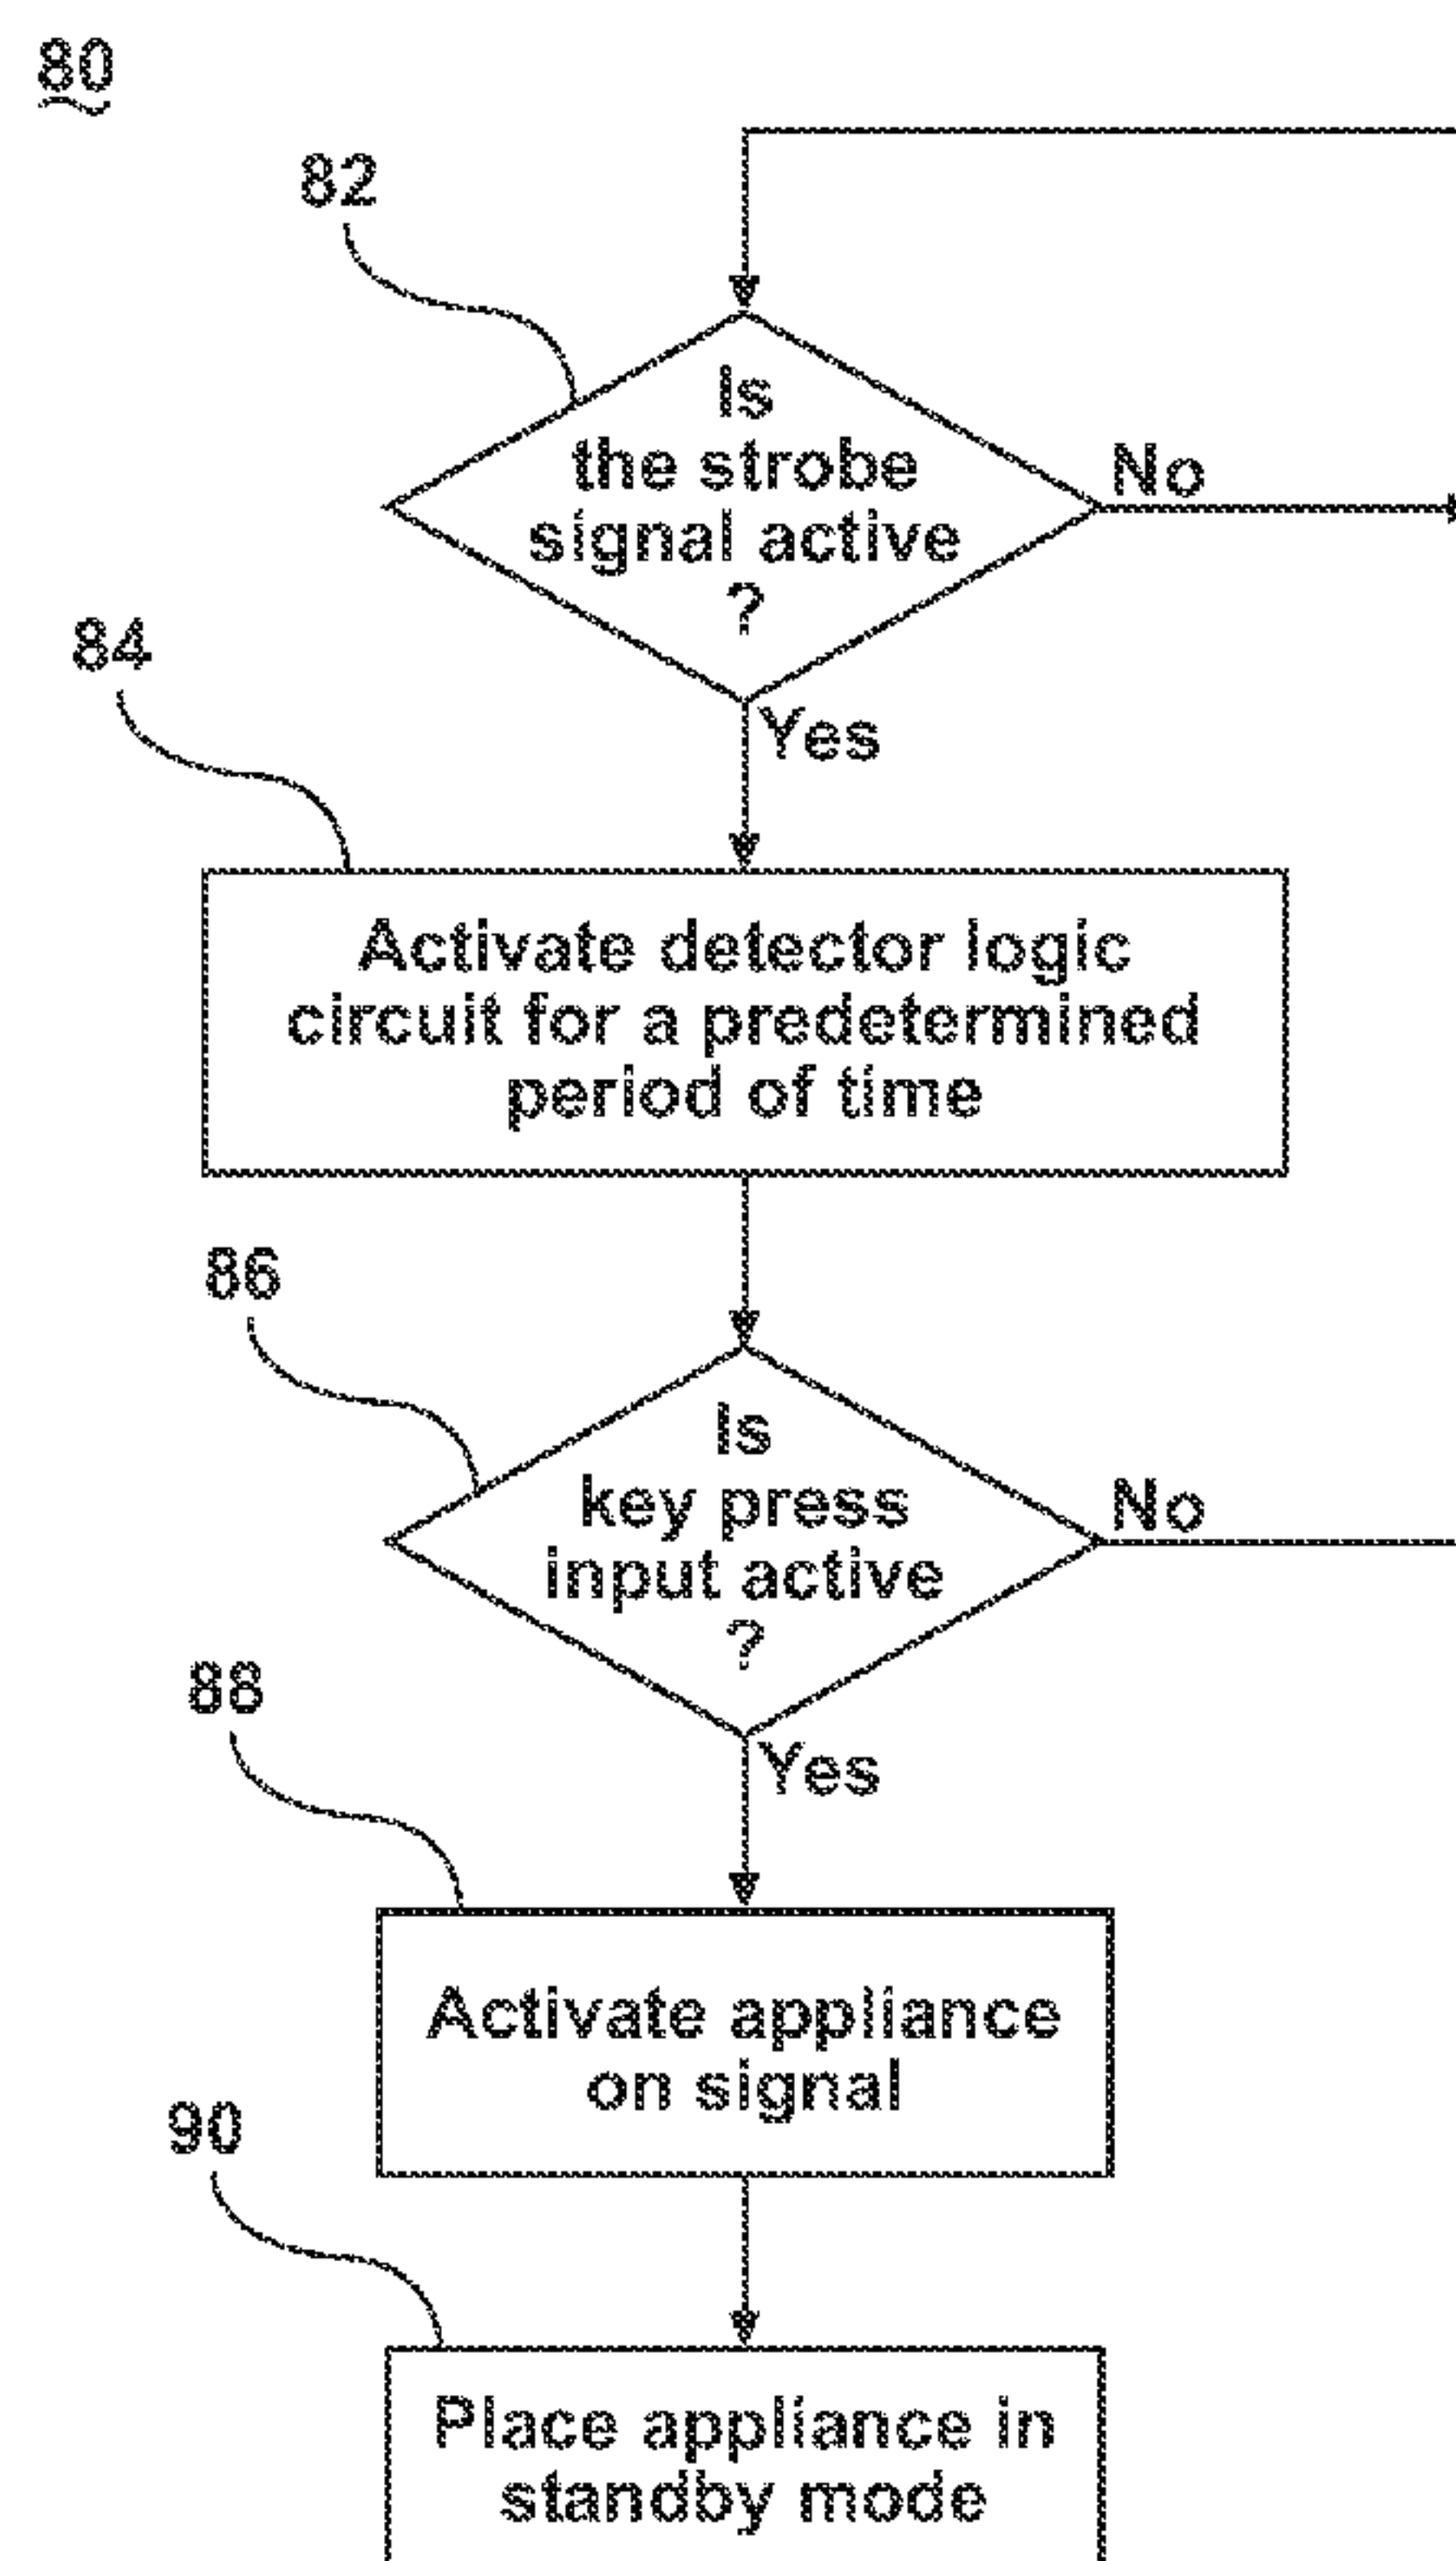 80
82
Is
the strobe
signal active
?
No
Yes
84
Activate detector logic
circuit for a predetermined
period of time
86
Is
key press
input active
?
No
Yes
88
Activate appliance
on signal
90
Place appliance in
standby mode